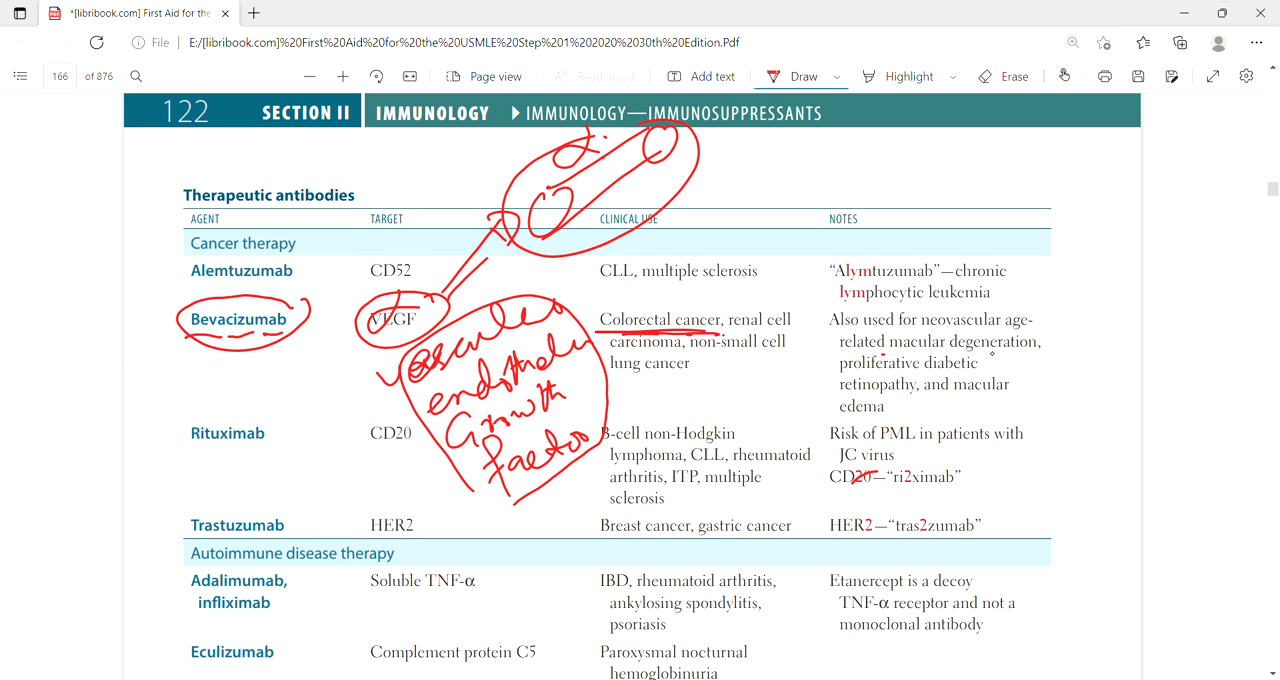 *[libribook.com] First Aid for the
File
E:/[libribook.com]%20First%20Aid%20for%20the%20USMLE%20Step%201%202020%2030th%20Edition.Pdf
166 of 876
Page view
Read aloud
Add text
Draw
Highlight
Erase
122 SECTION II IMMUNOLOGY IMMUNOLOGY—IMMUNOSUPPRESSANTS
Therapeutic antibodies
AGENT TARGET CLINICAL USE NOTES
Cancer therapy
Alemtuzumab CD52 CLL, multiple sclerosis “Alymtuzumab”—chronic
lymphocytic leukemia
Bevacizumab VEGF Colorectal cancer, renal cell Also used for neovascular age-
carcinoma, non-small cell related macular degeneration,
lung cancer proliferative diabetic
retinopathy, and macular
edema
endothelu
Growth
factor
Rituximab CD20 B-cell non-Hodgkin Risk of PML in patients with
lymphoma, CLL, rheumatoid JC virus
arthritis, ITP, multiple CD20—“ri2ximab”
sclerosis
Trastuzumab HER2 Breast cancer, gastric cancer HER2—“tras2zumab”
Autoimmune disease therapy
Adalimumab, Soluble TNF-α IBD, rheumatoid arthritis, Etanercept is a decoy
infliximab ankylosing spondylitis, TNF-α receptor and not a
psoriasis monoclonal antibody
Eculizumab Complement protein C5 Paroxysmal nocturnal
hemoglobinuria